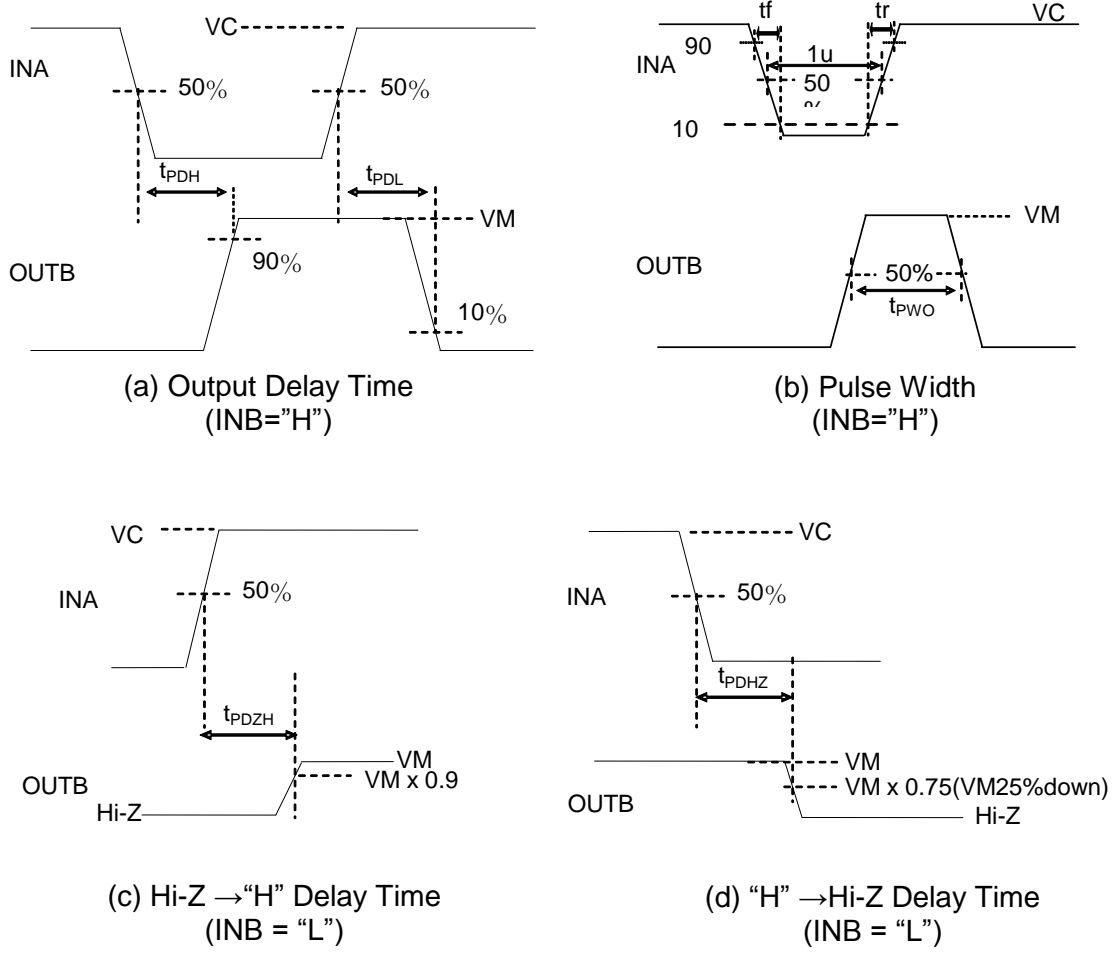 VC
INA
50%
50%
tPDH
tPDL
VM
90%
OUTB
10%
(a) Output Delay Time
(INB=”H”)
tf
tr
VC
90
1u
INA
50
%
10
VM
OUTB
50%
tPWO
(b) Pulse Width
(INB=”H”)
VC
50%
INA
tPDZH
VM
VM x 0.9
OUTB
Hi-Z
(c) Hi-Z →“H” Delay Time
(INB = “L”)
VC
INA
50%
tPDHZ
VM
VM x 0.75(VM25%down)
OUTB
Hi-Z
(d) “H” →Hi-Z Delay Time
(INB = “L”)